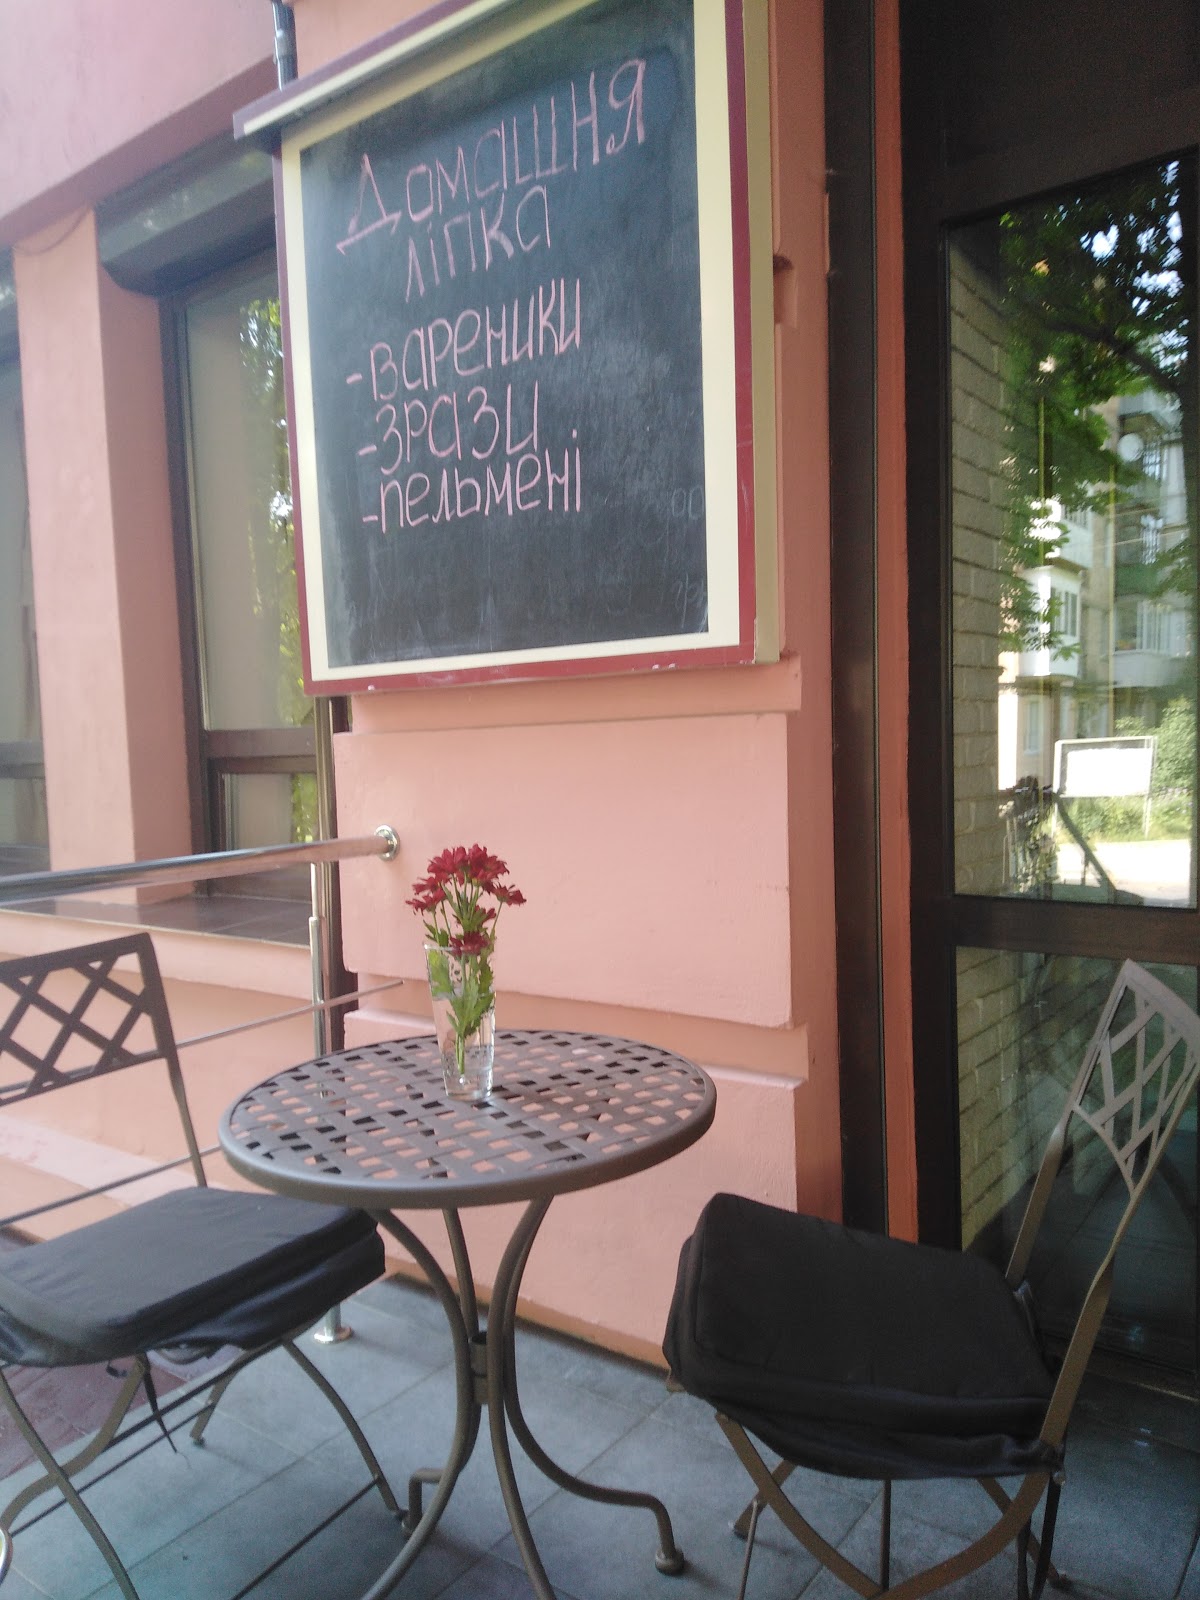 Домашня
ліпка
-вареники
-зрази
-пельмені